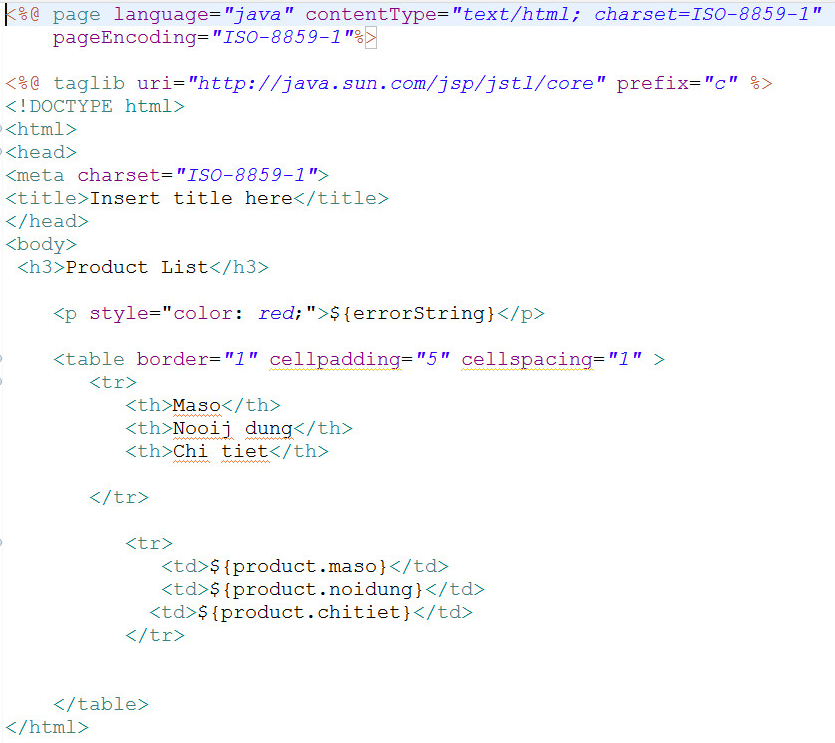 <%@ page language="java" contentType="text/html; charset=ISO-8859-1"
pageEncoding="ISO-8859-1"%>
<%@ taglib uri="http://java.sun.com/jsp/jstl/core" prefix="c" %>
<!DOCTYPE html>
<html>
<head>
<meta charset="ISO-8859-1">
<title>Insert title here</title>
</head>
<body>
<h3>Product List</h3>
<p style="color: red;">${errorString}</p>
<table border="1" cellpadding="5" cellspacing="1" >
<tr>
<th>Maso</th>
<th>Nooij dung</th>
<th>Chi tiet</th>
</tr>
<tr>
<td>${product.maso}</td>
<td>${product.noidung}</td>
<td>${product.chitiet}</td>
</tr>
</table>
</html>